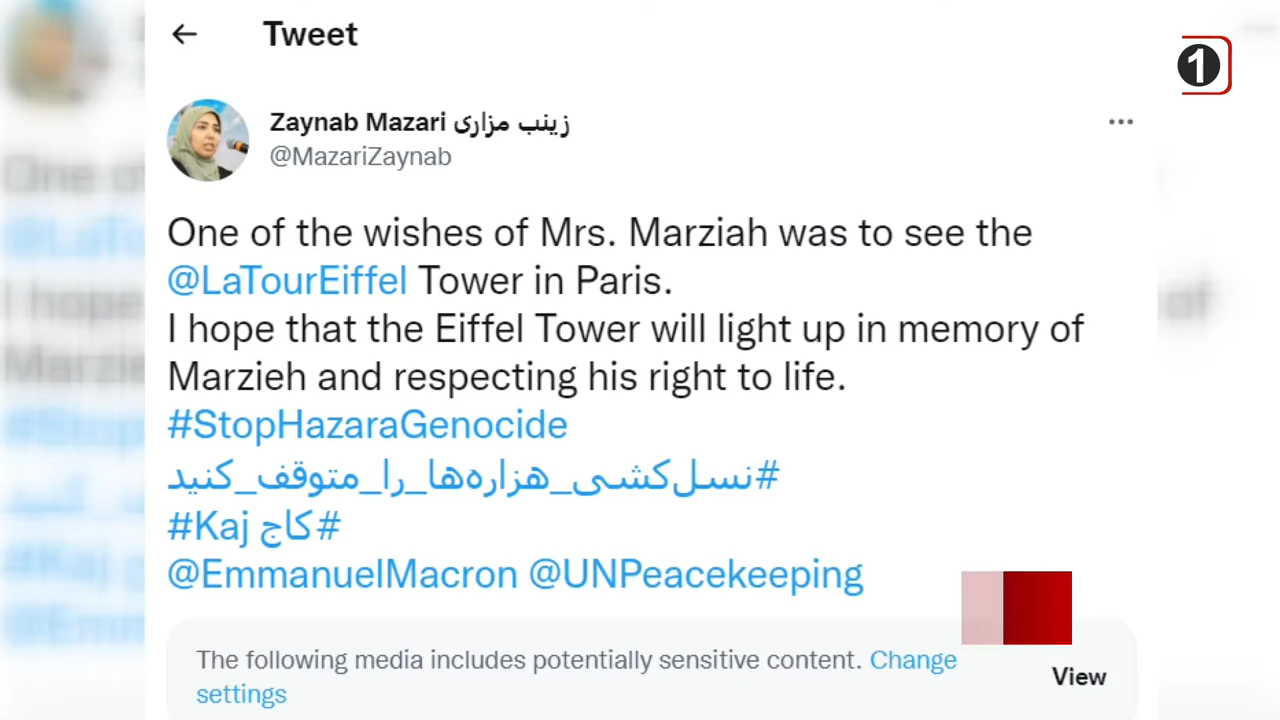 Tweet
Zaynab Mazari زینب مزاری
@MazariZaynab
One of the wishes of Mrs. Marziah was to see the
@LaTourEiffel Tower in Paris.
I hope that the Eiffel Tower will light up in memory of
Marzieh and respecting his right to life.
#StopHazaraGenocide
#نسل‌کشی_هزاره‌ها_را_متوقف_کنید
#Kaj #کاج
@EmmanuelMacron @UNPeacekeeping
The following media includes potentially sensitive content. Change
settings
View
1